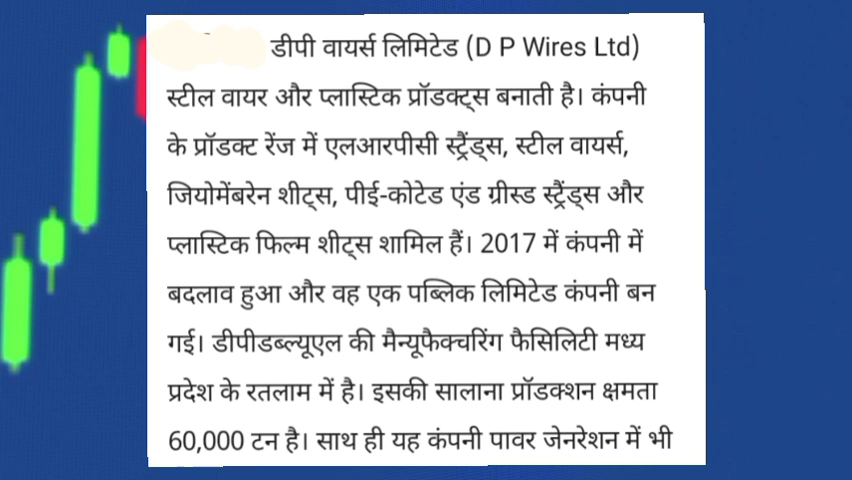 डीपी वायर्स लिमिटेड (D P Wires Ltd)
स्टील वायर और प्लास्टिक प्रॉडक्ट्स बनाती है। कंपनी
के प्रॉडक्ट रेंज में एलआरपीसी स्ट्रैंड्स, स्टील वायर्स,
जियोमेंबरेन शीट्स, पीई-कोटेड एंड ग्रीस्ड स्ट्रैंड्स और
प्लास्टिक फिल्म शीट्स शामिल हैं। 2017 में कंपनी में
बदलाव हुआ और वह एक पब्लिक लिमिटेड कंपनी बन
गई। डीपीडब्ल्यूएल की मैन्यूफैक्चरिंग फैसिलिटी मध्य
प्रदेश के रतलाम में है। इसकी सालाना प्रॉडक्शन क्षमता
60,000 टन है। साथ ही यह कंपनी पावर जेनरेशन में भी